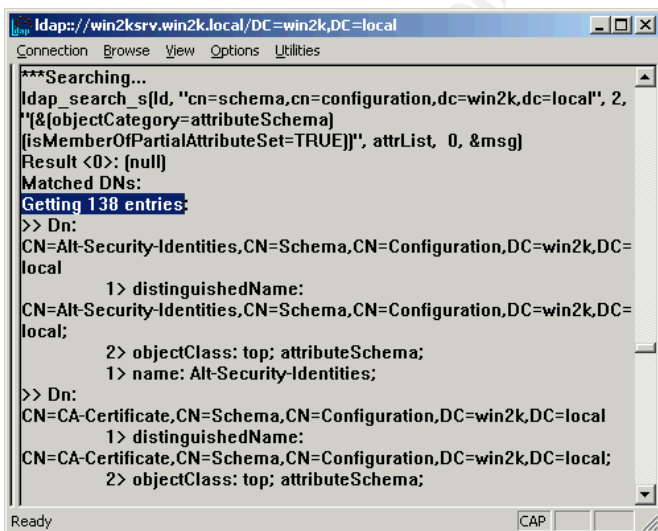 ldap://win2ksrv.win2k.local/DC=win2k,DC=local
Connection Browse View Options Utilities
***Searching...
ldap_search_s(ld, "cn=schema,cn=configuration,dc=win2k,dc=local", 2,
"(&(objectCategory=attributeSchema)
(isMemberOfPartialAttributeSet=TRUE))", attrList, 0, &msg)
Result <0>: (null)
Matched DNs:
Getting 138 entries:
>> Dn:
CN=Alt-Security-Identities,CN=Schema,CN=Configuration,DC=win2k,DC=
local
1> distinguishedName:
CN=Alt-Security-Identities,CN=Schema,CN=Configuration,DC=win2k,DC=
local;
2> objectClass: top; attributeSchema;
1> name: Alt-Security-Identities;
>> Dn:
CN=CA-Certificate,CN=Schema,CN=Configuration,DC=win2k,DC=local
1> distinguishedName:
CN=CA-Certificate,CN=Schema,CN=Configuration,DC=win2k,DC=local;
2> objectClass: top; attributeSchema;
Ready CAP